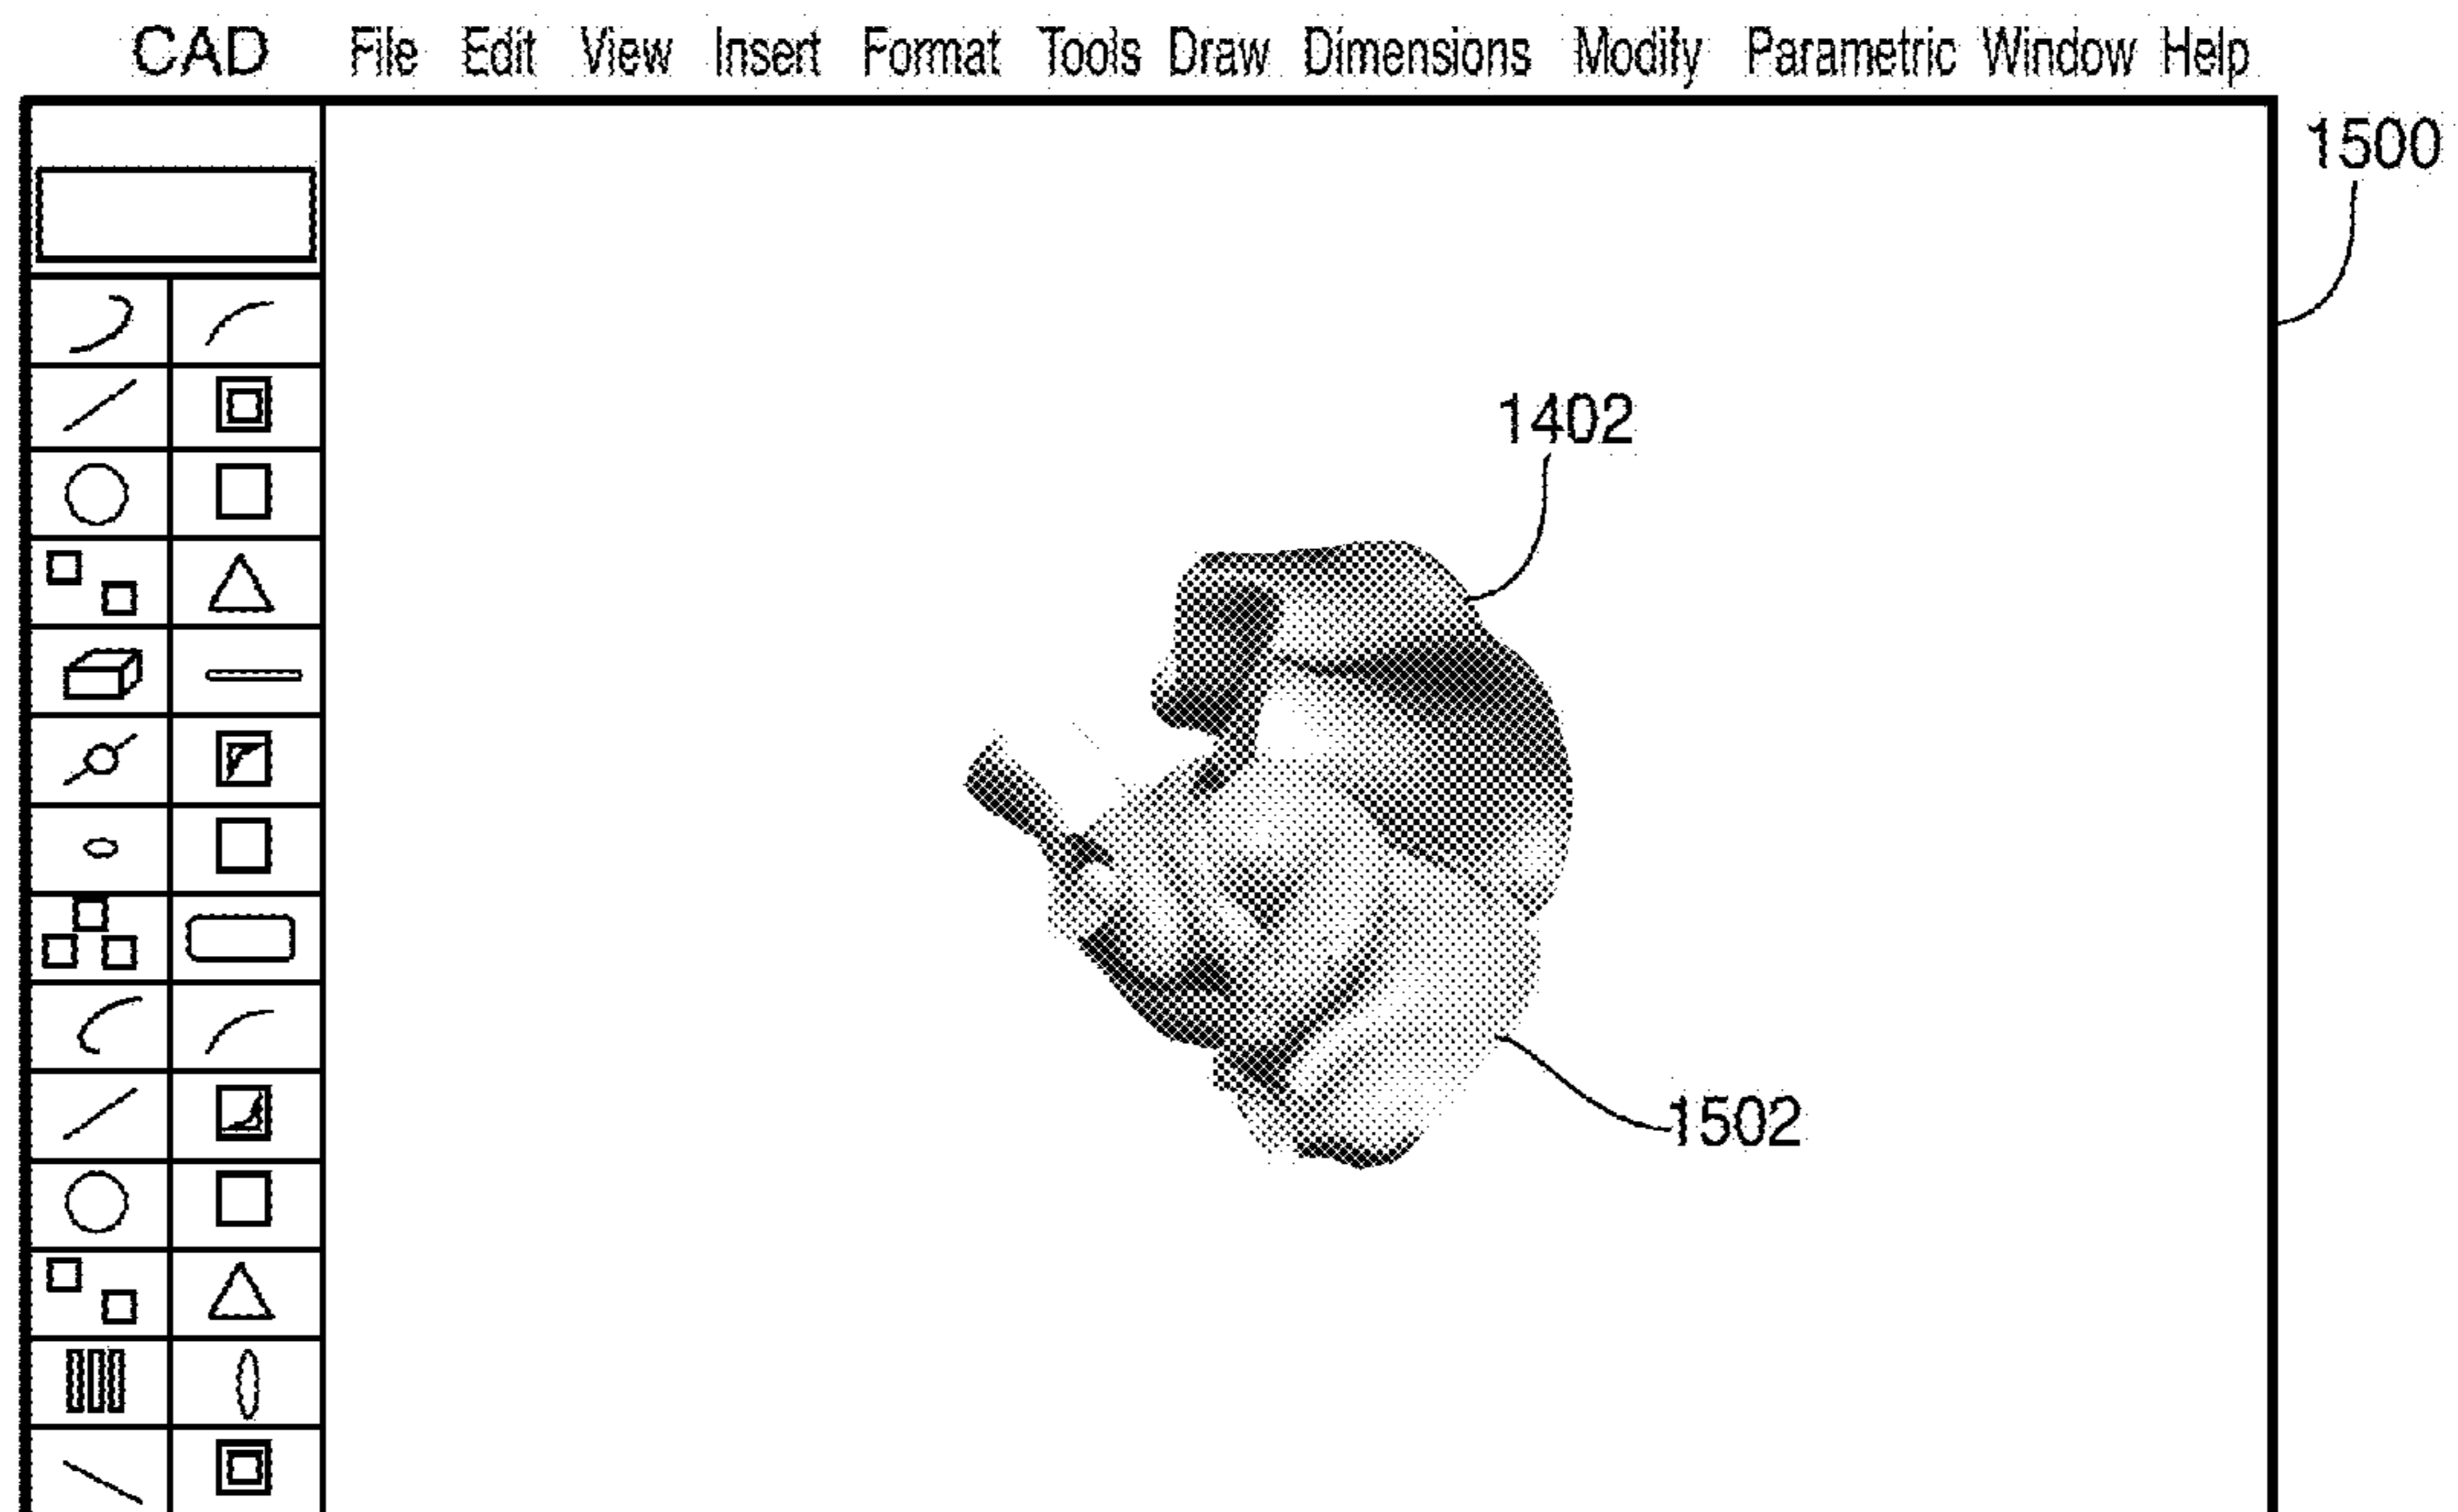 CAD File Edit View Insert Format Tools Draw Dimensions Modify Parametric Window Help
1500
1402
1502